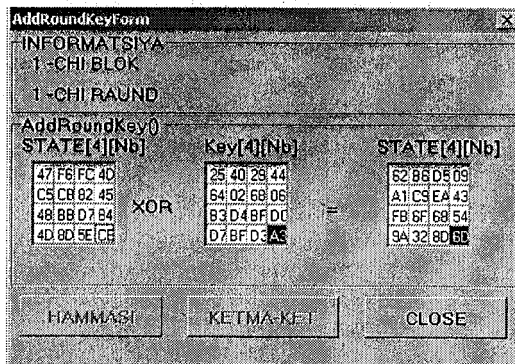 AddRoundKeyForm
INFORMATSIYA
1 -CHI BLOK
1 -CHI RAUND
AddRoundKey()
STATE[4][Nb] Key[4][Nb] STATE[4][Nb]
47 F6 FC 4D 25 40 29 44 62 B6 D5 09
C5 CB 82 45 64 02 68 06 A1 C9 EA 43
XOR =
48 BB D7 84 B3 D4 BF D0 FB 6F 68 54
4D 8D 5E CE D7 BF D3 A3 9A 32 8D 6D
HAMMASI KETMA-KET CLOSE